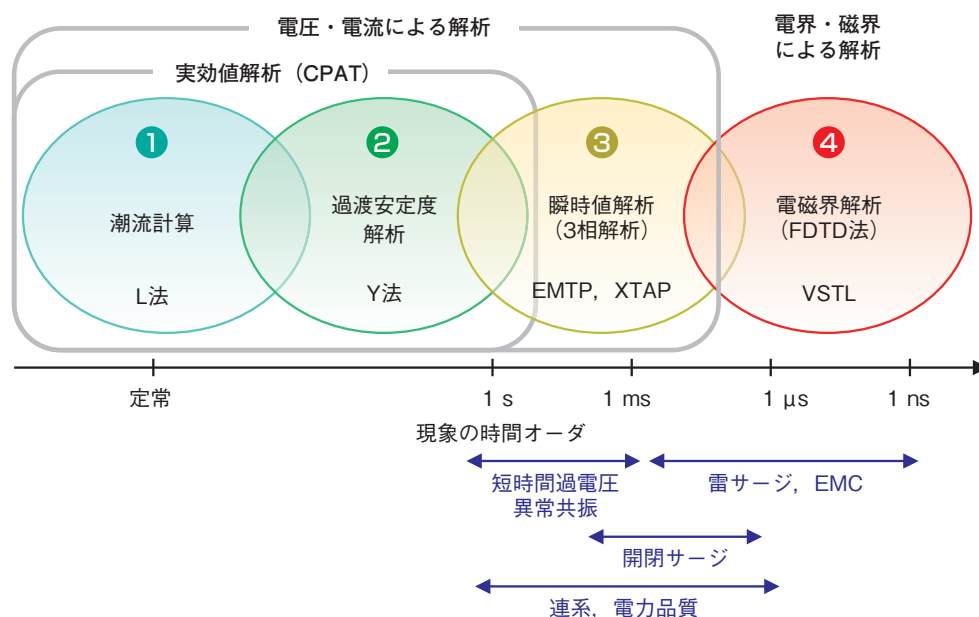 電圧・電流による解析
電界・磁界
による解析
実効値解析（CPAT）
1
2
3
4
潮流計算
過渡安定度
解析
瞬時値解析
（3相解析）
電磁界解析
（FDTD法）
L法
Y法
EMTP，XTAP
VSTL
定常
1 s
1 ms
1 µs
1 ns
現象の時間オーダ
短時間過電圧
異常共振
雷サージ，EMC
開閉サージ
連系，電力品質